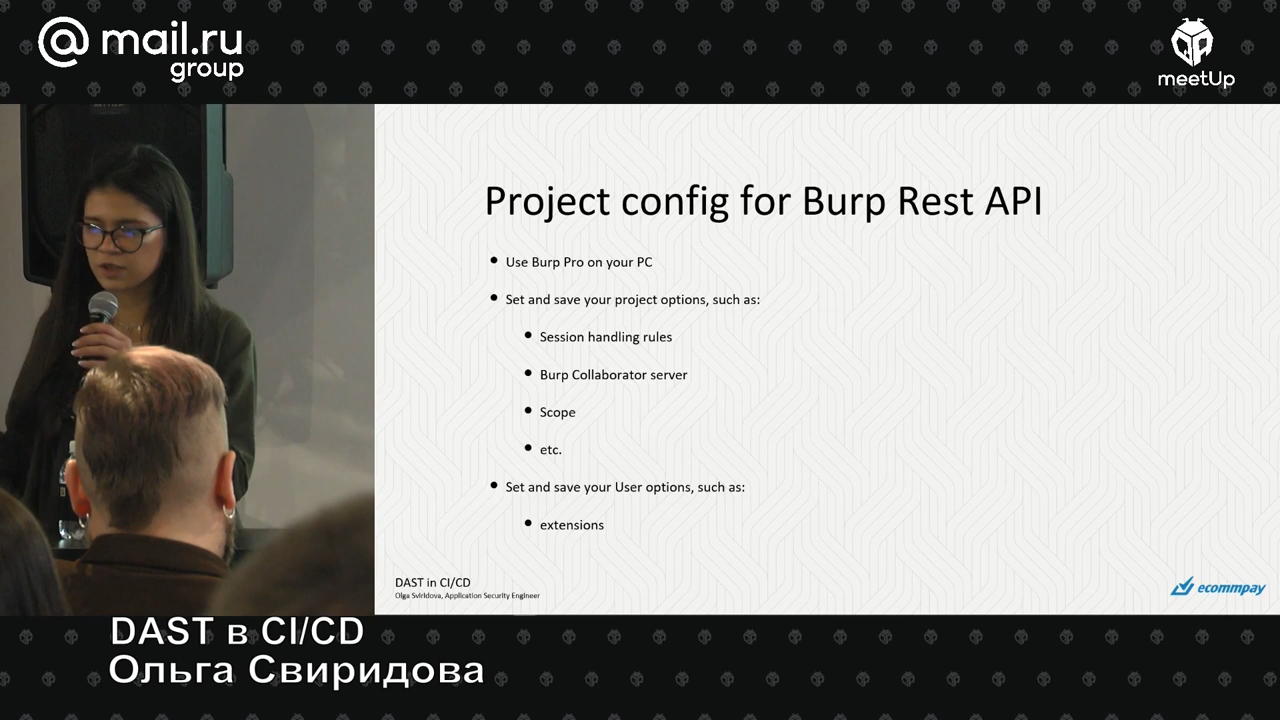 @mail.ru
group
meetUp
Project config for Burp Rest API
Use Burp Pro on your PC
Set and save your project options, such as:
Session handling rules
Burp Collaborator server
Scope
etc.
Set and save your User options, such as:
extensions
DAST in CI/CD
Olga Sviridova, Application Security Engineer
ecommpay
DAST в CI/CD
Ольга Свиридова